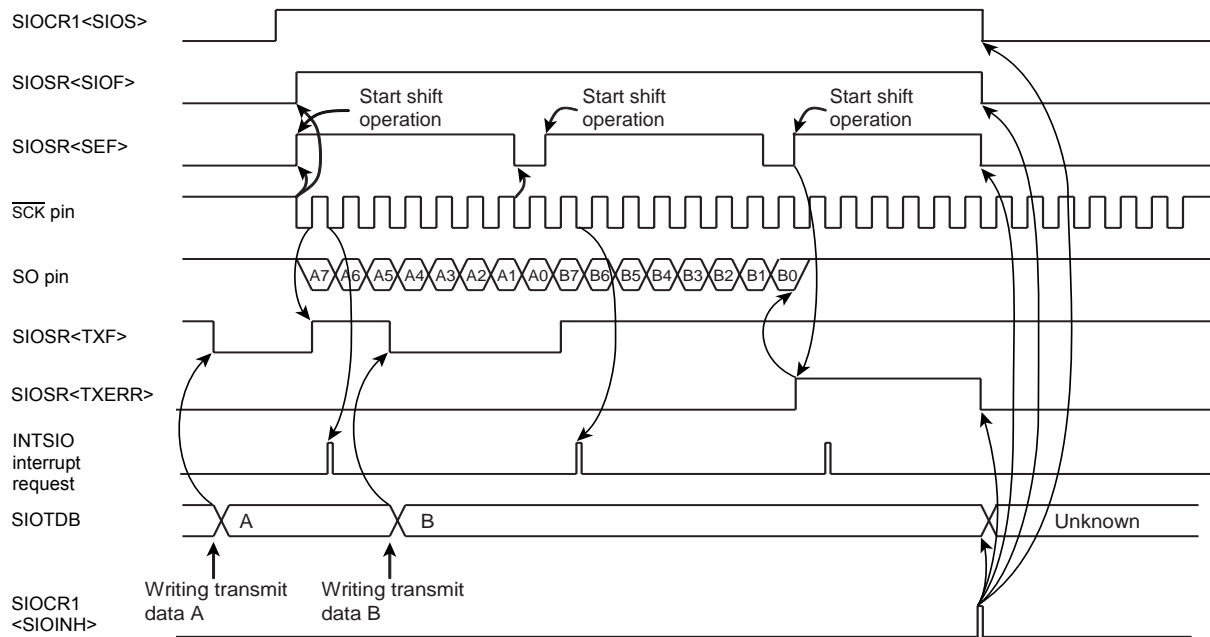 SIOCR1<SIOS>
SIOSR<SIOF>
Start shift
operation
Start shift
operation
Start shift
operation
SIOSR<SEF>
SCK pin
SO pin
A7 A6 A5 A4 A3 A2 A1 A0 B7 B6 B5 B4 B3 B2 B1 B0
SIOSR<TXF>
SIOSR<TXERR>
INTSIO
interrupt
request
SIOTDB
A
B
Unknown
Writing transmit
data A
Writing transmit
data B
SIOCR1
<SIOINH>